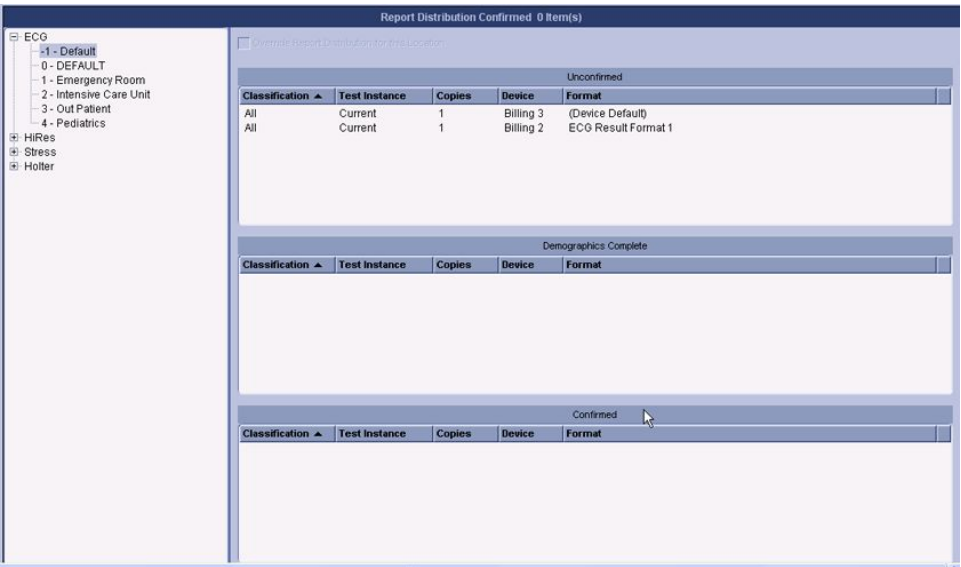 Report Distribution Confirmed 0 Item(s)
ECG
-1 - Default
0 - DEFAULT
1 - Emergency Room
2 - Intensive Care Unit
3 - Out Patient
4 - Pediatrics
HiRes
Stress
Holter
Override Report Distribution for this Location
Unconfirmed
Classification Test Instance Copies Device Format
All Current 1 Billing 3 (Device Default)
All Current 1 Billing 2 ECG Result Format 1
Demographics Complete
Classification Test Instance Copies Device Format
Confirmed
Classification Test Instance Copies Device Format